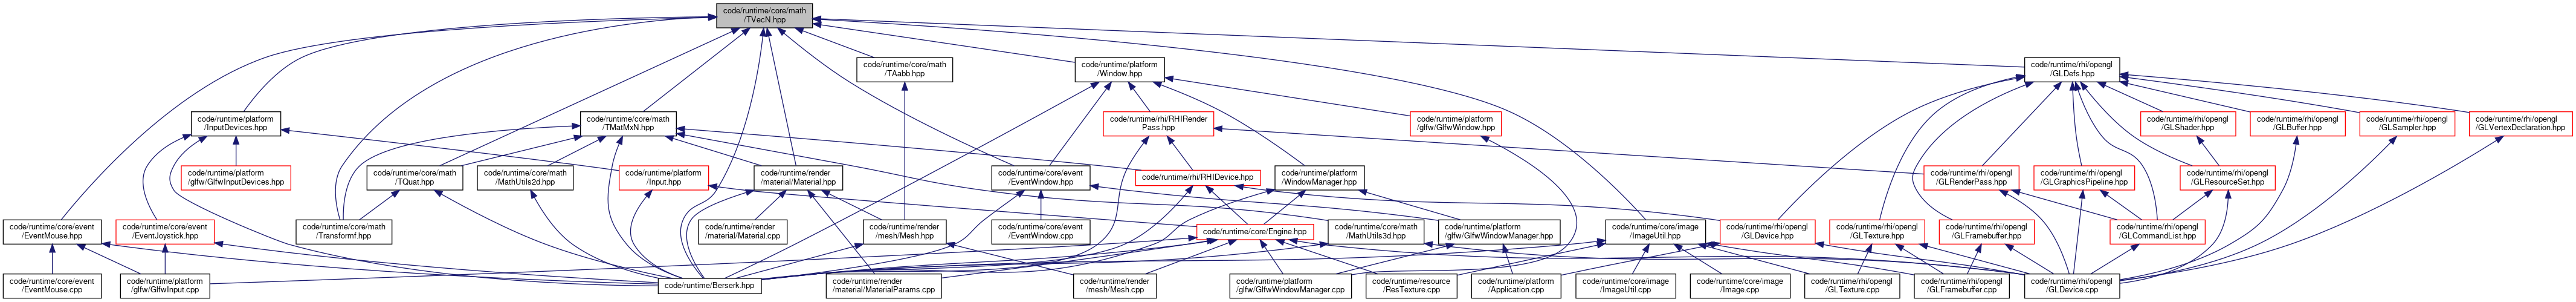 code/runtime/core/math
/TVecN.hpp
code/runtime/core/math
/TAabb.hpp
code/runtime/platform
/Window.hpp
code/runtime/rhi/opengl
/GLDefs.hpp
code/runtime/platform
/InputDevices.hpp
code/runtime/core/math
/TMatMxN.hpp
code/runtime/rhi/RHIRender
Pass.hpp
code/runtime/platform
/glfw/GlfwWindow.hpp
code/runtime/rhi/opengl
/GLShader.hpp
code/runtime/rhi/opengl
/GLBuffer.hpp
code/runtime/rhi/opengl
/GLSampler.hpp
code/runtime/rhi/opengl
/GLVertexDeclaration.hpp
code/runtime/platform
/glfw/GlfwInputDevices.hpp
code/runtime/core/math
/TQuat.hpp
code/runtime/core/math
/MathUtils2d.hpp
code/runtime/platform
/Input.hpp
code/runtime/render
/material/Material.hpp
code/runtime/core/event
/EventWindow.hpp
code/runtime/rhi/RHIDevice.hpp
code/runtime/platform
/WindowManager.hpp
code/runtime/rhi/opengl
/GLRenderPass.hpp
code/runtime/rhi/opengl
/GLGraphicsPipeline.hpp
code/runtime/rhi/opengl
/GLResourceSet.hpp
code/runtime/core/event
/EventMouse.hpp
code/runtime/core/event
/EventJoystick.hpp
code/runtime/core/math
/Transformf.hpp
code/runtime/render
/material/Material.cpp
code/runtime/render
/mesh/Mesh.hpp
code/runtime/core/event
/EventWindow.cpp
code/runtime/core/Engine.hpp
code/runtime/core/math
/MathUtils3d.hpp
code/runtime/platform
/glfw/GlfwWindowManager.hpp
code/runtime/core/image
/ImageUtil.hpp
code/runtime/rhi/opengl
/GLDevice.hpp
code/runtime/rhi/opengl
/GLTexture.hpp
code/runtime/rhi/opengl
/GLFramebuffer.hpp
code/runtime/rhi/opengl
/GLCommandList.hpp
code/runtime/core/event
/EventMouse.cpp
code/runtime/platform
/glfw/GlfwInput.cpp
code/runtime/Berserk.hpp
code/runtime/render
/material/MaterialParams.cpp
code/runtime/render
/mesh/Mesh.cpp
code/runtime/platform
/glfw/GlfwWindowManager.cpp
code/runtime/resource
/ResTexture.cpp
code/runtime/platform
/Application.cpp
code/runtime/core/image
/ImageUtil.cpp
code/runtime/core/image
/Image.cpp
code/runtime/rhi/opengl
/GLTexture.cpp
code/runtime/rhi/opengl
/GLFramebuffer.cpp
code/runtime/rhi/opengl
/GLDevice.cpp